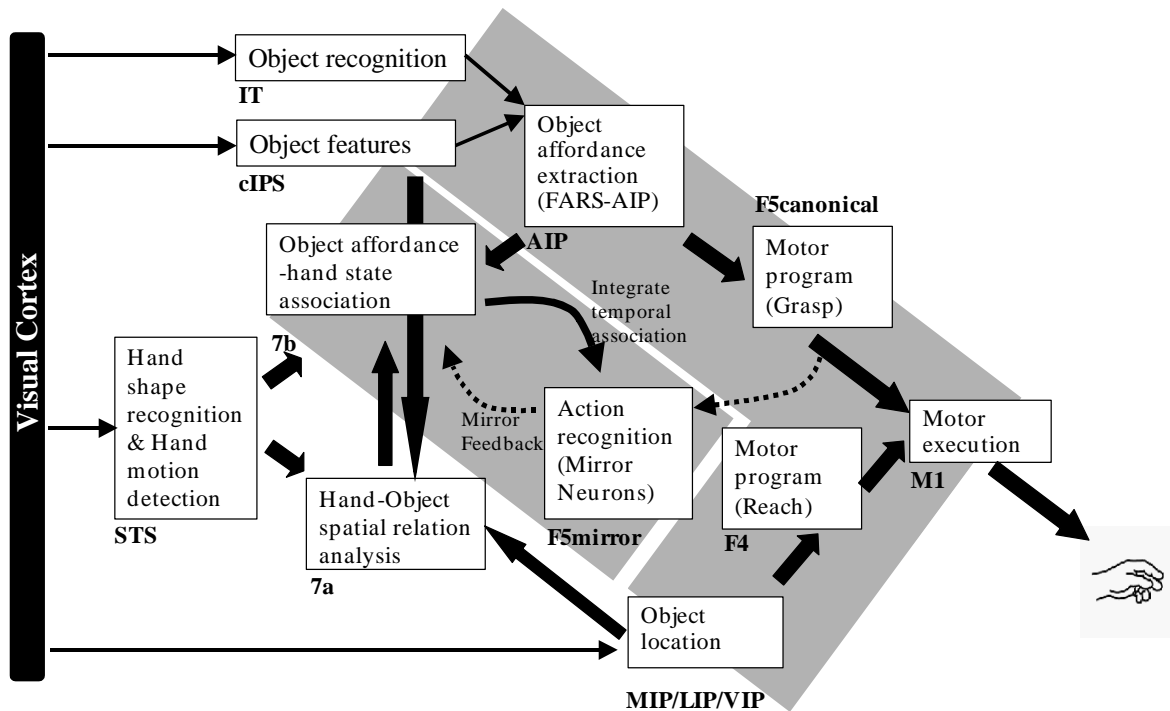 Visual Cortex
Object recognition
IT
Object features
cIPS
Object
affordance
extraction
(FARS-AIP)
AIP
F5canonical
Motor
program
(Grasp)
Object affordance
-hand state
association
7b
Integrate
temporal
association
Hand
shape
recognition
& Hand
motion
detection
STS
Mirror
Feedback
Action
recognition
(Mirror
Neurons)
F5mirror
Motor
program
(Reach)
F4
Motor
execution
M1
Hand-Object
spatial relation
analysis
7a
Object
location
MIP/LIP/VIP